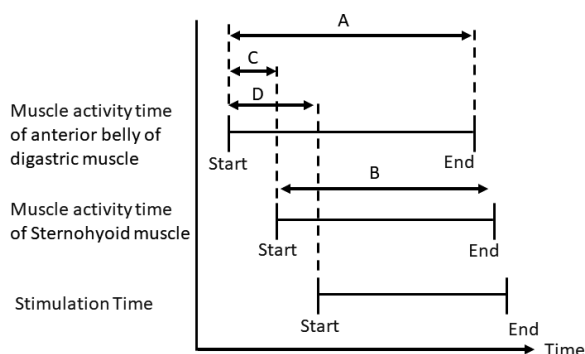 A
C
D
Muscle activity time
of anterior belly of
digastric muscle
Start
End
B
Muscle activity time
of Sternohyoid muscle
Start
End
Stimulation Time
Start
End
Time